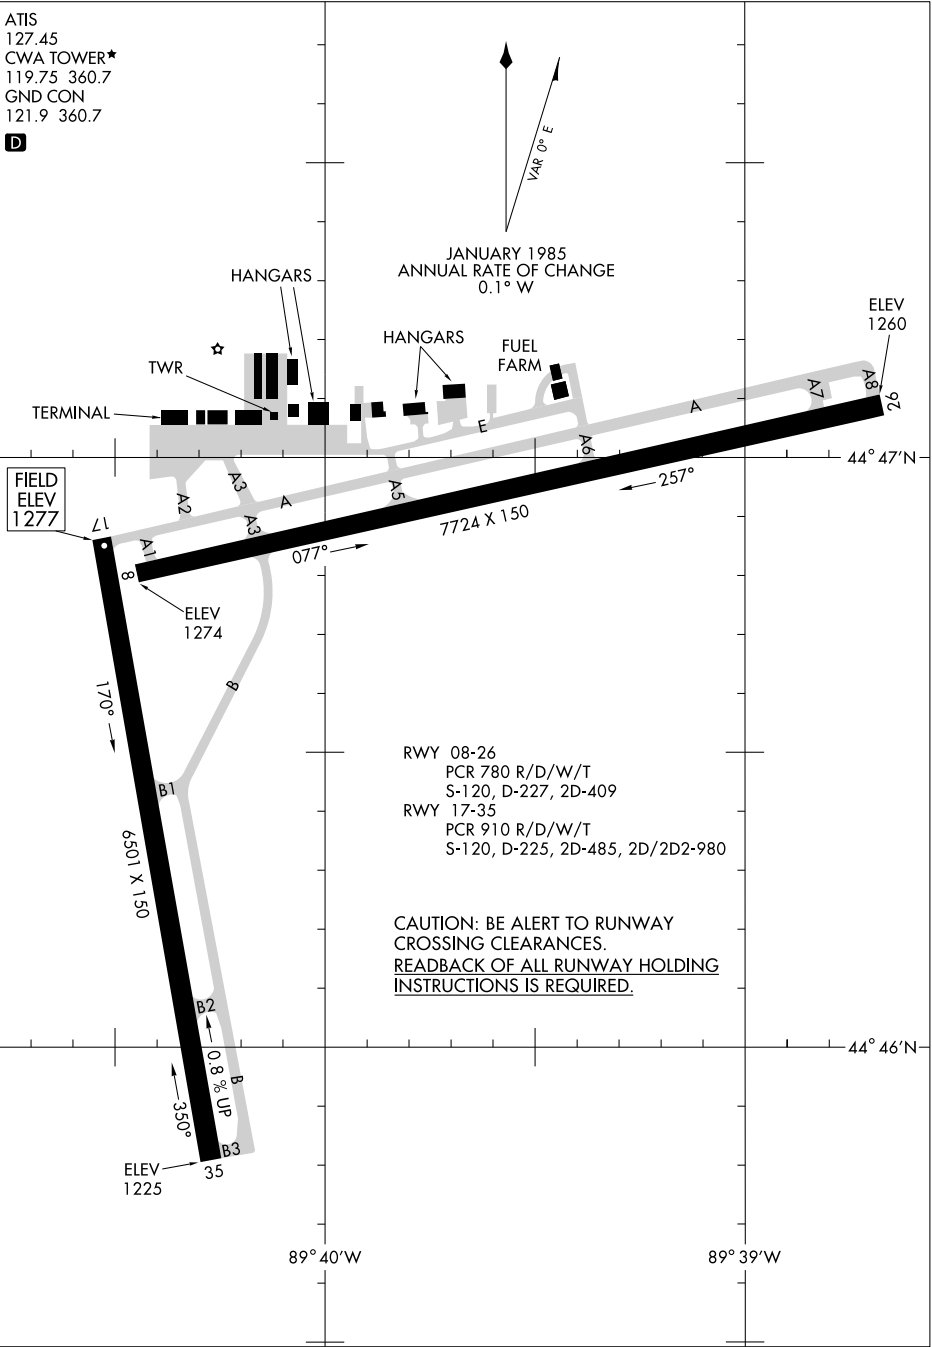 ATIS
127.45
CWA TOWER★
119.75 360.7
GND CON
121.9 360.7
D
VAR 0° E
JANUARY 1985
ANNUAL RATE OF CHANGE
0.1° W
HANGARS
ELEV
1260
HANGARS
FUEL
FARM
TWR
TERMINAL
A8
A7
26
A
E
A6
44°47'N
FIELD
ELEV
1277
A3
A2
A
A5
257°
17
A3
7724 X 150
A1
077°
8
ELEV
1274
B
170°
RWY 08-26
PCR 780 R/D/W/T
S-120, D-227, 2D-409
RWY 17-35
PCR 910 R/D/W/T
S-120, D-225, 2D-485, 2D/2D2-980
B1
6501 X 150
CAUTION: BE ALERT TO RUNWAY
CROSSING CLEARANCES.
READBACK OF ALL RUNWAY HOLDING
INSTRUCTIONS IS REQUIRED.
B2
44°46'N
0.8 % UP
B
350°
B3
ELEV
1225
35
89°40'W
89°39'W